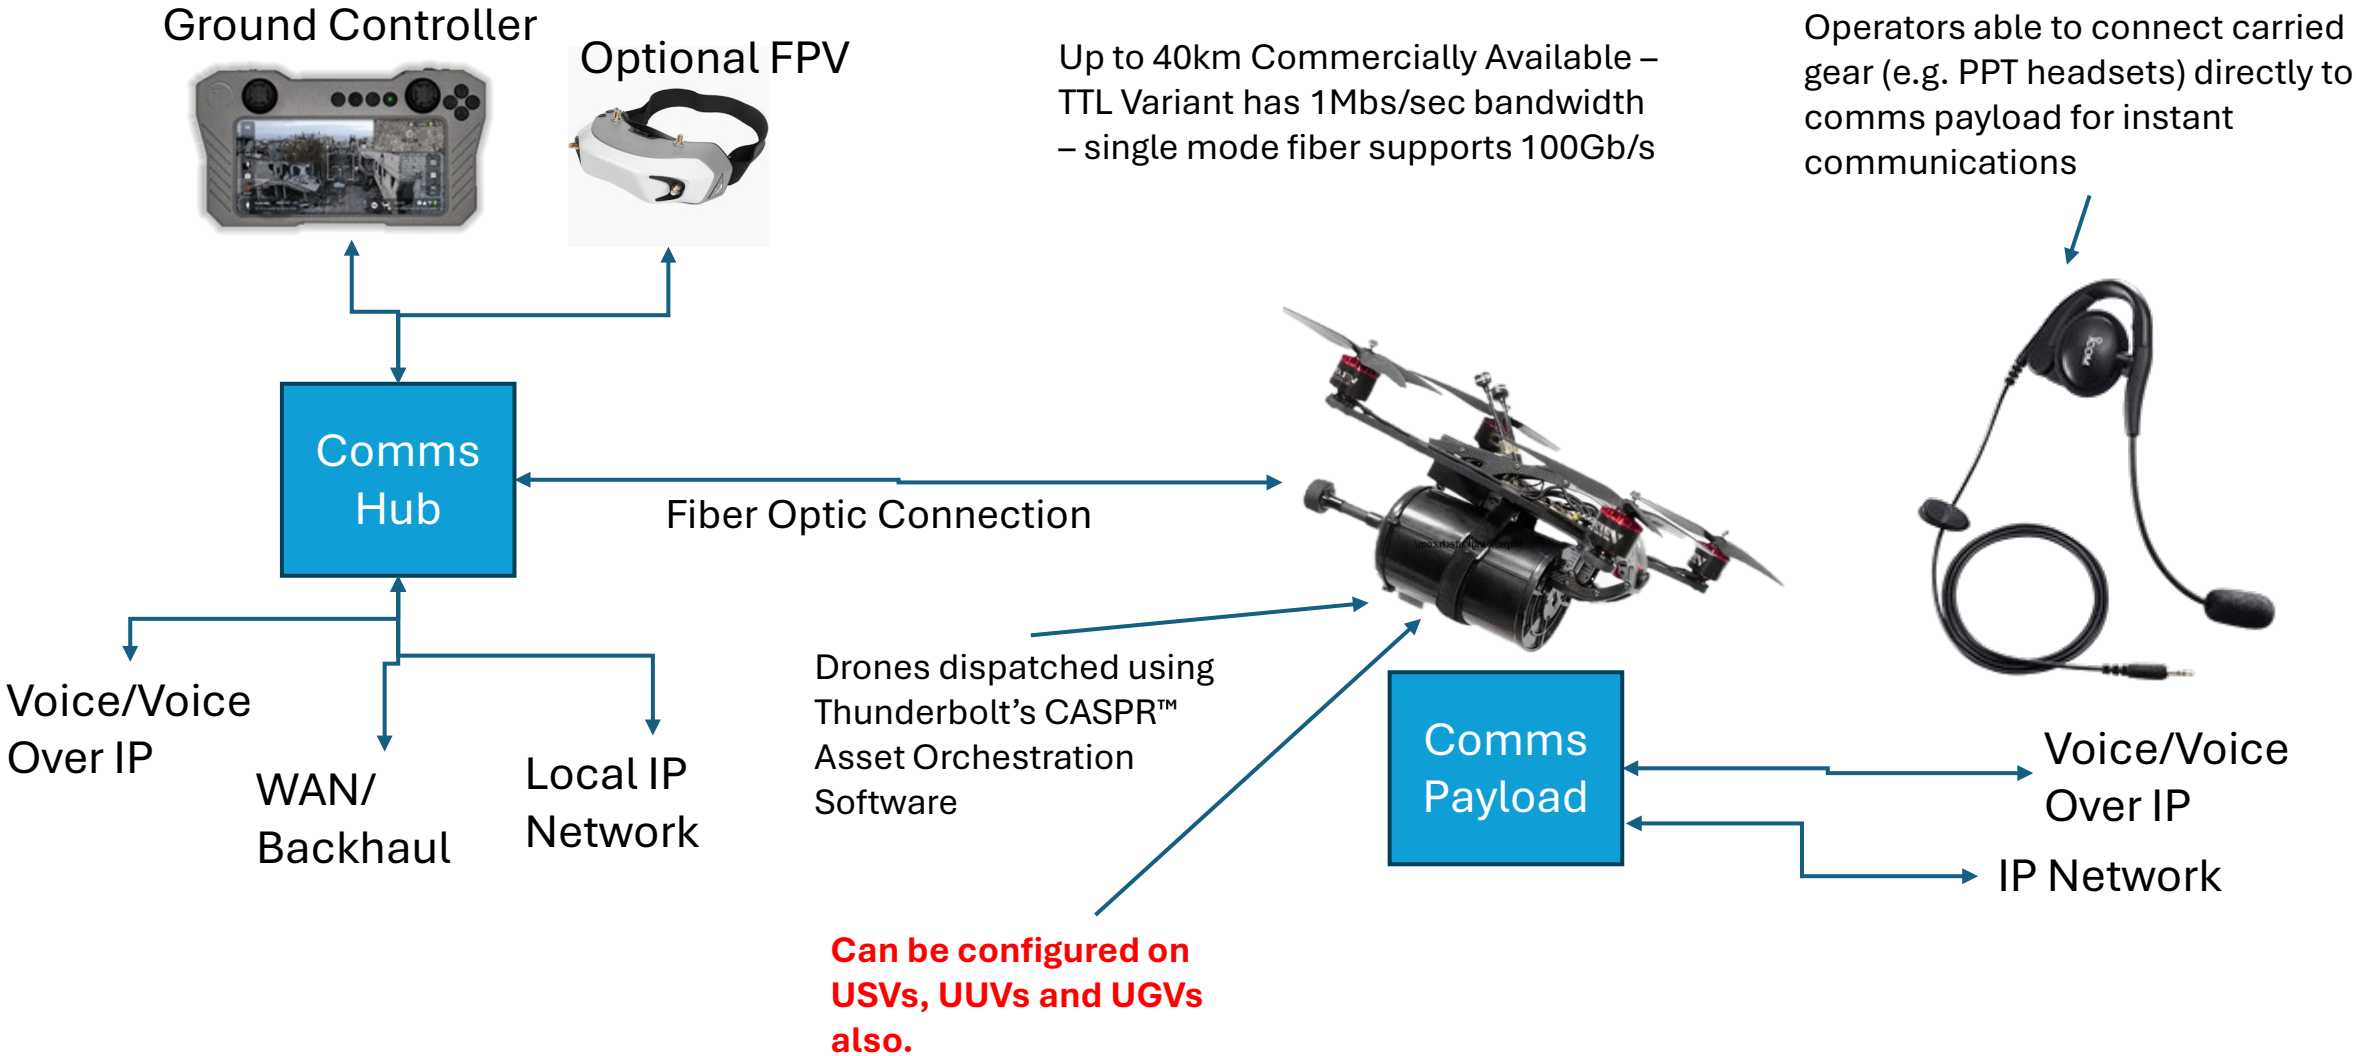 Ground Controller
Optional FPV
Up to 40km Commercially Available –
TTL Variant has 1Mbs/sec bandwidth
– single mode fiber supports 100Gb/s
Operators able to connect carried
gear (e.g. PPT headsets) directly to
comms payload for instant
communications
ICOM
Comms
Hub
Fiber Optic Connection
Voice/Voice
Over IP
WAN/
Backhaul
Local IP
Network
Drones dispatched using
Thunderbolt’s CASPR™
Asset Orchestration
Software
Can be configured on
USVs, UUVs and UGVs
also.
Comms
Payload
Voice/Voice
Over IP
IP Network